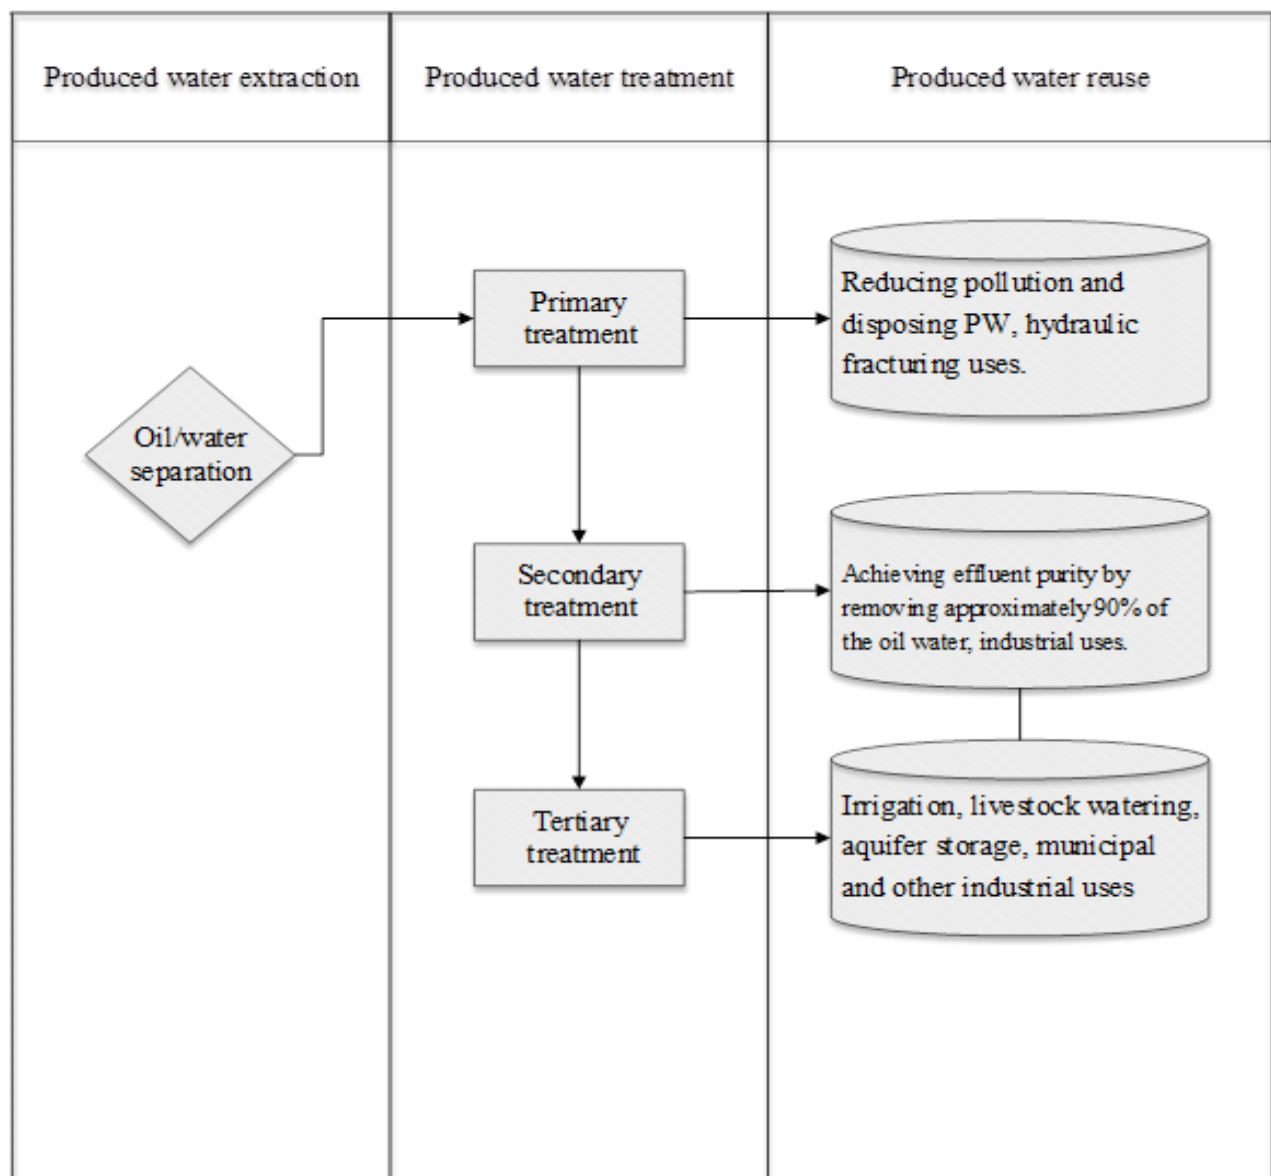 Produced water extraction
Produced water treatment
Produced water reuse
Oil/water
separation
Primary
treatment
Reducing pollution and
disposing PW, hydraulic
fracturing uses.
Secondary
treatment
Achieving effluent purity by
removing approximately 90% of
the oil water, industrial uses.
Tertiary
treatment
Irrigation, livestock watering,
aquifer storage, municipal
and other industrial uses